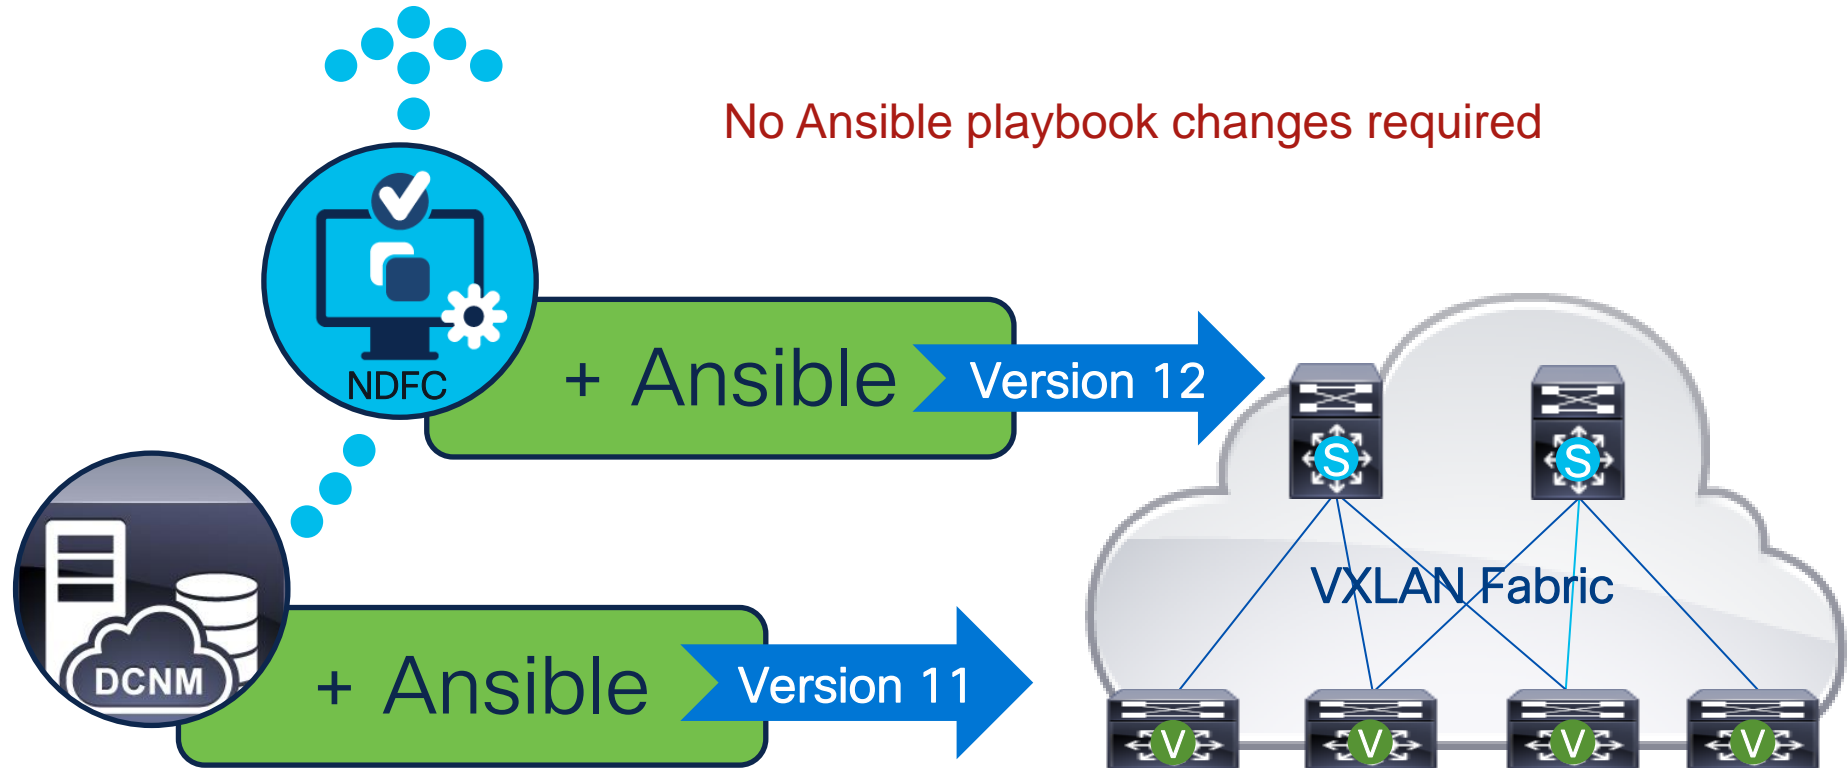 No Ansible playbook changes required
NDFC
+ Ansible
Version 12
S
S
VXLAN Fabric
DCNM
+ Ansible
Version 11
V
V
V
V